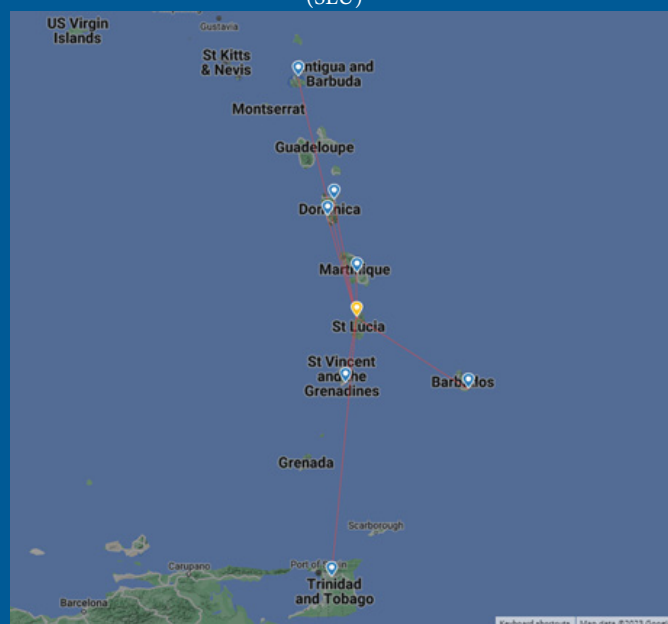 (SLU)
US Virgin
Islands
Gustavia
St Kitts
& Nevis
ntigua and
Barbuda
Montserrat
Guadeloupe
Dominica
Martinique
St Lucia
St Vincent
and the
Grenadines
Barbados
Grenada
Scarborough
Port of Spain
Carupano
Trinidad
and Tobago
Barcelona
Keyboard shortcuts
Map data ©2023 Google